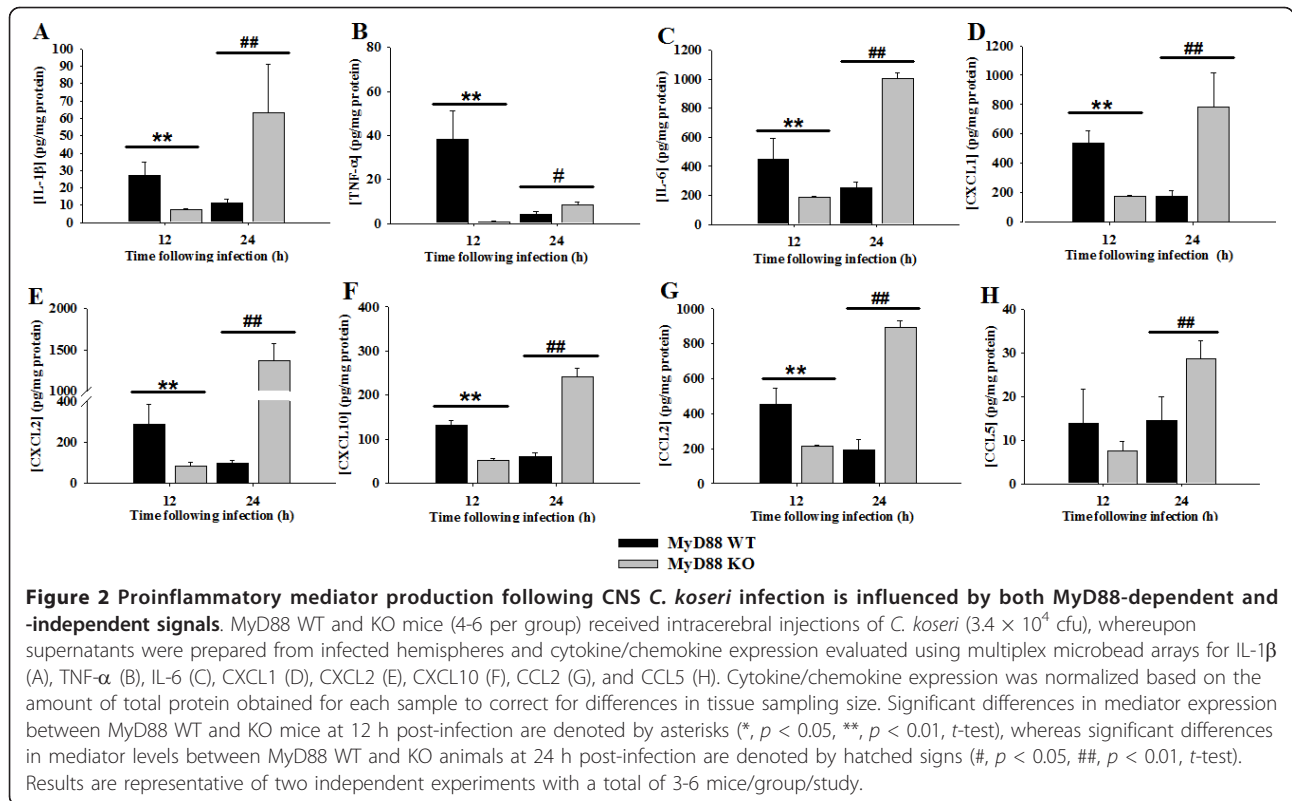 A
B
C
D
100
90
80
70
60
50
40
30
20
10
0
[IL-1β] (pg/mg protein)
**
##
12
24
Time following infection (h)
80
60
40
20
0
[TNF-α] (pg/mg protein)
**
#
12
24
Time following infection (h)
1200
1000
800
600
400
200
0
[IL-6] (pg/mg protein)
**
##
12
24
Time following infection (h)
1200
1000
800
600
400
200
0
[CXCL1] (pg/mg protein)
**
##
12
24
Time following infection (h)
E
F
G
H
2000
1500
1000
400
200
0
[CXCL2] (pg/mg protein)
**
##
12
24
Time following infection (h)
400
300
200
100
0
[CXCL10] (pg/mg protein)
**
##
12
24
Time following infection (h)
1000
800
600
400
200
0
[CCL2] (pg/mg protein)
**
##
12
24
Time following infection (h)
40
30
20
10
0
[CCL5] (pg/mg protein)
##
12
24
Time following infection (h)
MyD88 WT
MyD88 KO
Figure 2 Proinflammatory mediator production following CNS C. koseri infection is influenced by both MyD88-dependent and
-independent signals. MyD88 WT and KO mice (4-6 per group) received intracerebral injections of C. koseri (3.4 × 10⁴ cfu), whereupon
supernatants were prepared from infected hemispheres and cytokine/chemokine expression evaluated using multiplex microbead arrays for IL-1β
(A), TNF-α (B), IL-6 (C), CXCL1 (D), CXCL2 (E), CXCL10 (F), CCL2 (G), and CCL5 (H). Cytokine/chemokine expression was normalized based on the
amount of total protein obtained for each sample to correct for differences in tissue sampling size. Significant differences in mediator expression
between MyD88 WT and KO mice at 12 h post-infection are denoted by asterisks (*, p < 0.05, **, p < 0.01, t-test), whereas significant differences
in mediator levels between MyD88 WT and KO animals at 24 h post-infection are denoted by hatched signs (#, p < 0.05, ##, p < 0.01, t-test).
Results are representative of two independent experiments with a total of 3-6 mice/group/study.